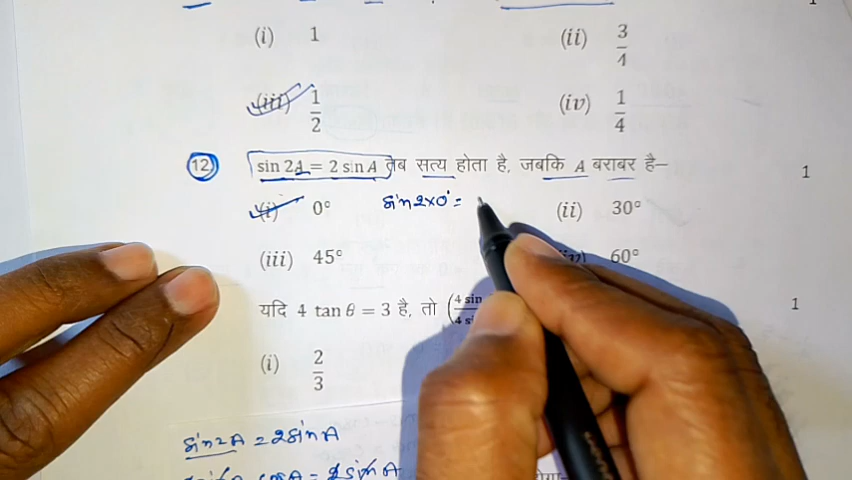 1
(i) 1 (ii) 3/4
(iii) 1/2 (iv) 1/4
12 sin 2A = 2 sin A तब सत्य होता है, जबकि A बराबर है– 1
(i) 0° sin2×0° = (ii) 30°
(iii) 45° 60°
यदि 4 tan θ = 3 है, तो 1
(i) 2/3
sin2A = 2sinA